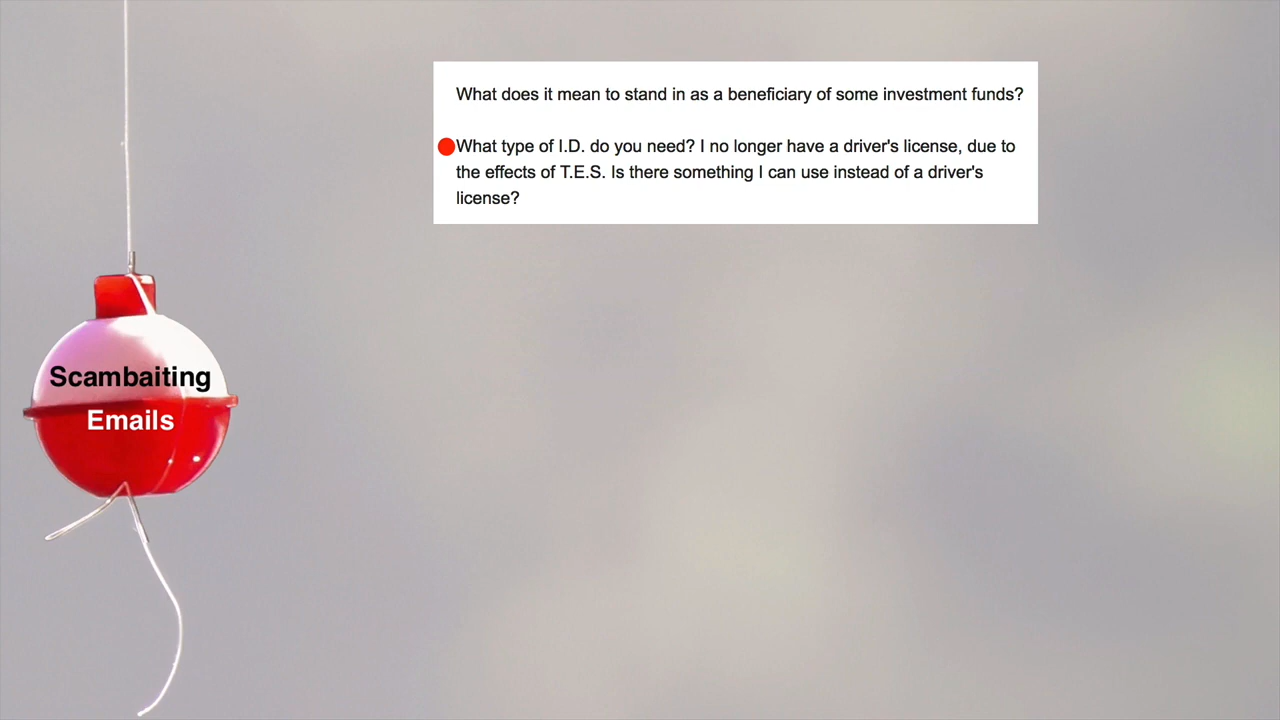 What does it mean to stand in as a beneficiary of some investment funds?
What type of I.D. do you need? I no longer have a driver's license, due to
the effects of T.E.S. Is there something I can use instead of a driver's
license?
Scambaiting
Emails